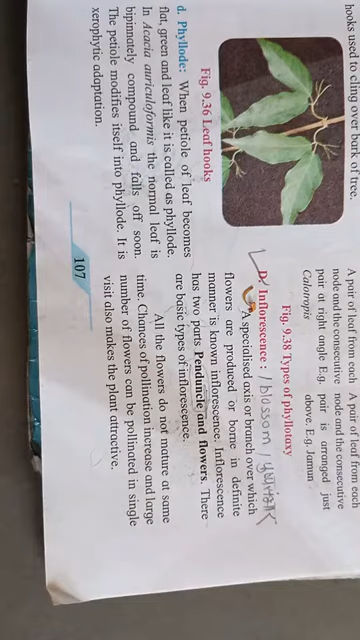 hooks used to cling over bark of tree.
Fig. 9.36 Leaf hooks
d. Phyllode: When petiole of leaf becomes
flat, green and leaf like it is called as phyllode.
In Acacia auriculoformis the normal leaf is
bipinnately compound and falls off soon.
The petiole modifies itself into phyllode. It is
xerophytic adaptation.
A pair of leaf from each
node and the consecutive
pair at right angle E.g.
Calatropis
A pair of leaf from each
node and the consecutive
pair is arranged just
above. E.g. Jamun
Fig. 9.38 Types of phyllotaxy
D. Inflorescence : / blossom /
A specialised axis or branch over which
flowers are produced or borne in definite
manner is known inflorescence. Inflorescence
has two parts Penduncle and flowers. There
are basic types of inflorescence.
All the flowers do not mature at same
time. Chances of pollination increase and large
number of flowers can be pollinated in single
visit also makes the plant attractive.
107